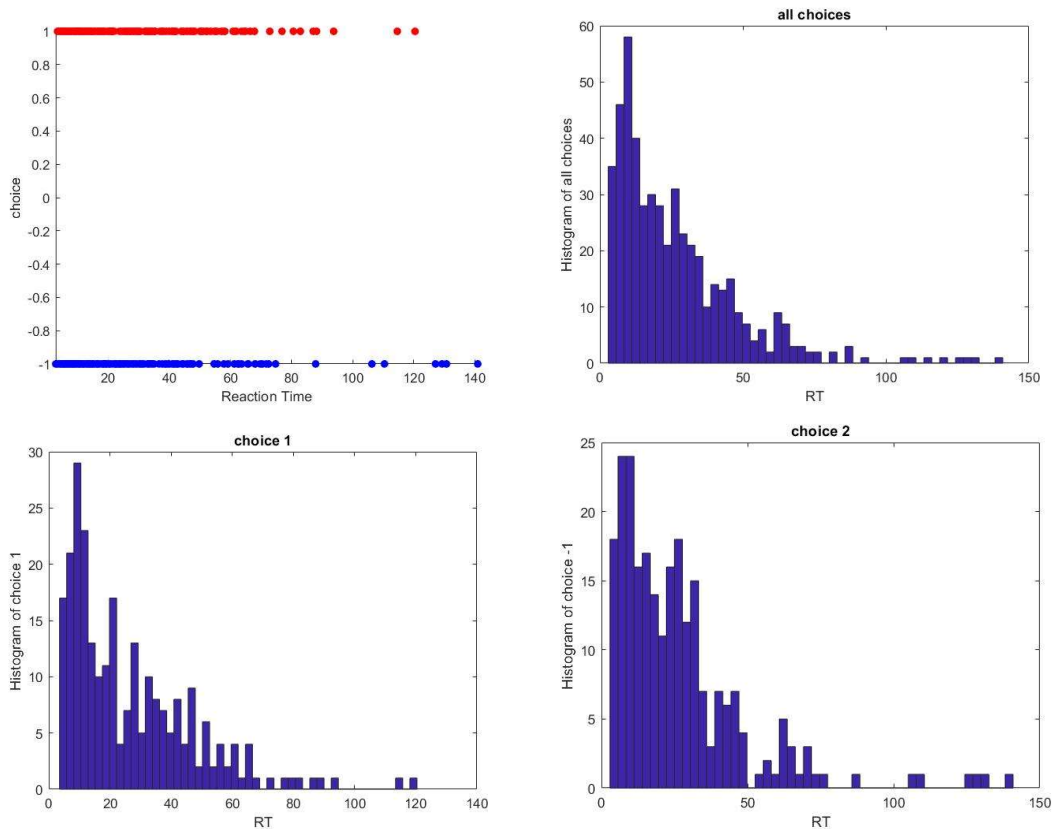 1
0.8
0.6
0.4
0.2
0
-0.2
-0.4
-0.6
-0.8
-1
choice
20 40 60 80 100 120 140
Reaction Time
all choices
60
50
40
30
20
10
0
Histogram of all choices
0 50 100 150
RT
choice 1
30
25
20
15
10
5
0
Histogram of choice 1
0 20 40 60 80 100 120 140
RT
choice 2
25
20
15
10
5
0
Histogram of choice -1
0 50 100 150
RT